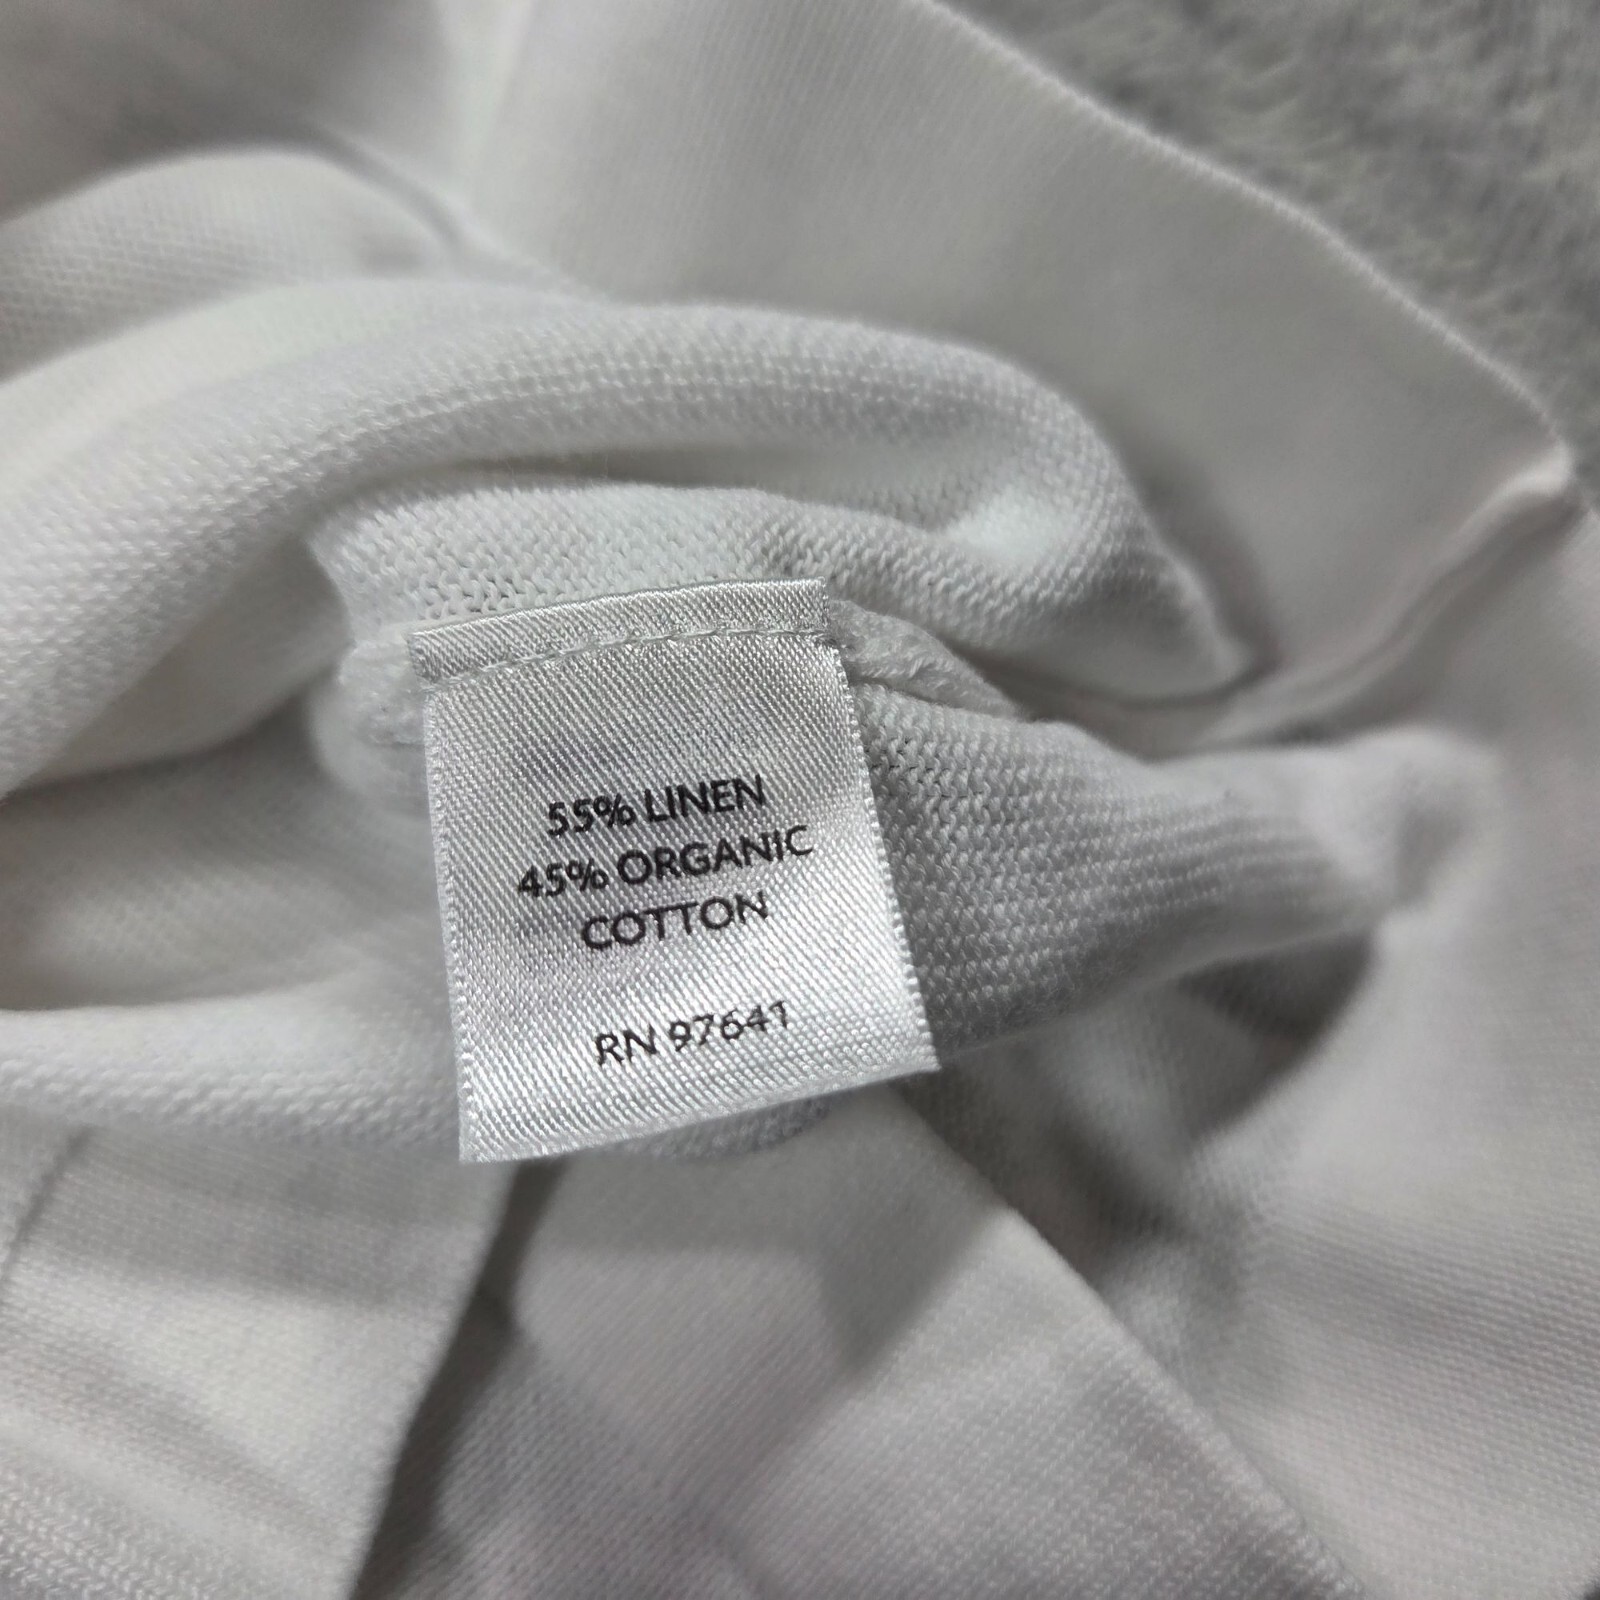 55% LINEN
45% ORGANIC
COTTON
RN 97641